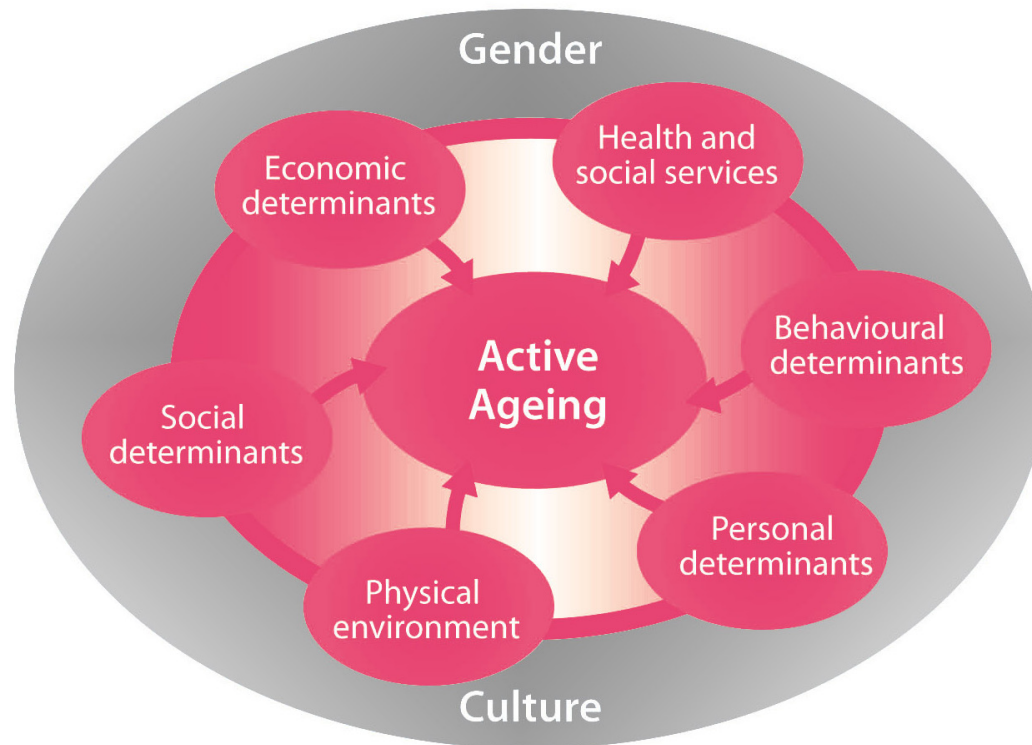 Gender
Economic
determinants
Health and
social services
Behavioural
determinants
Active
Ageing
Social
determinants
Personal
determinants
Physical
environment
Culture